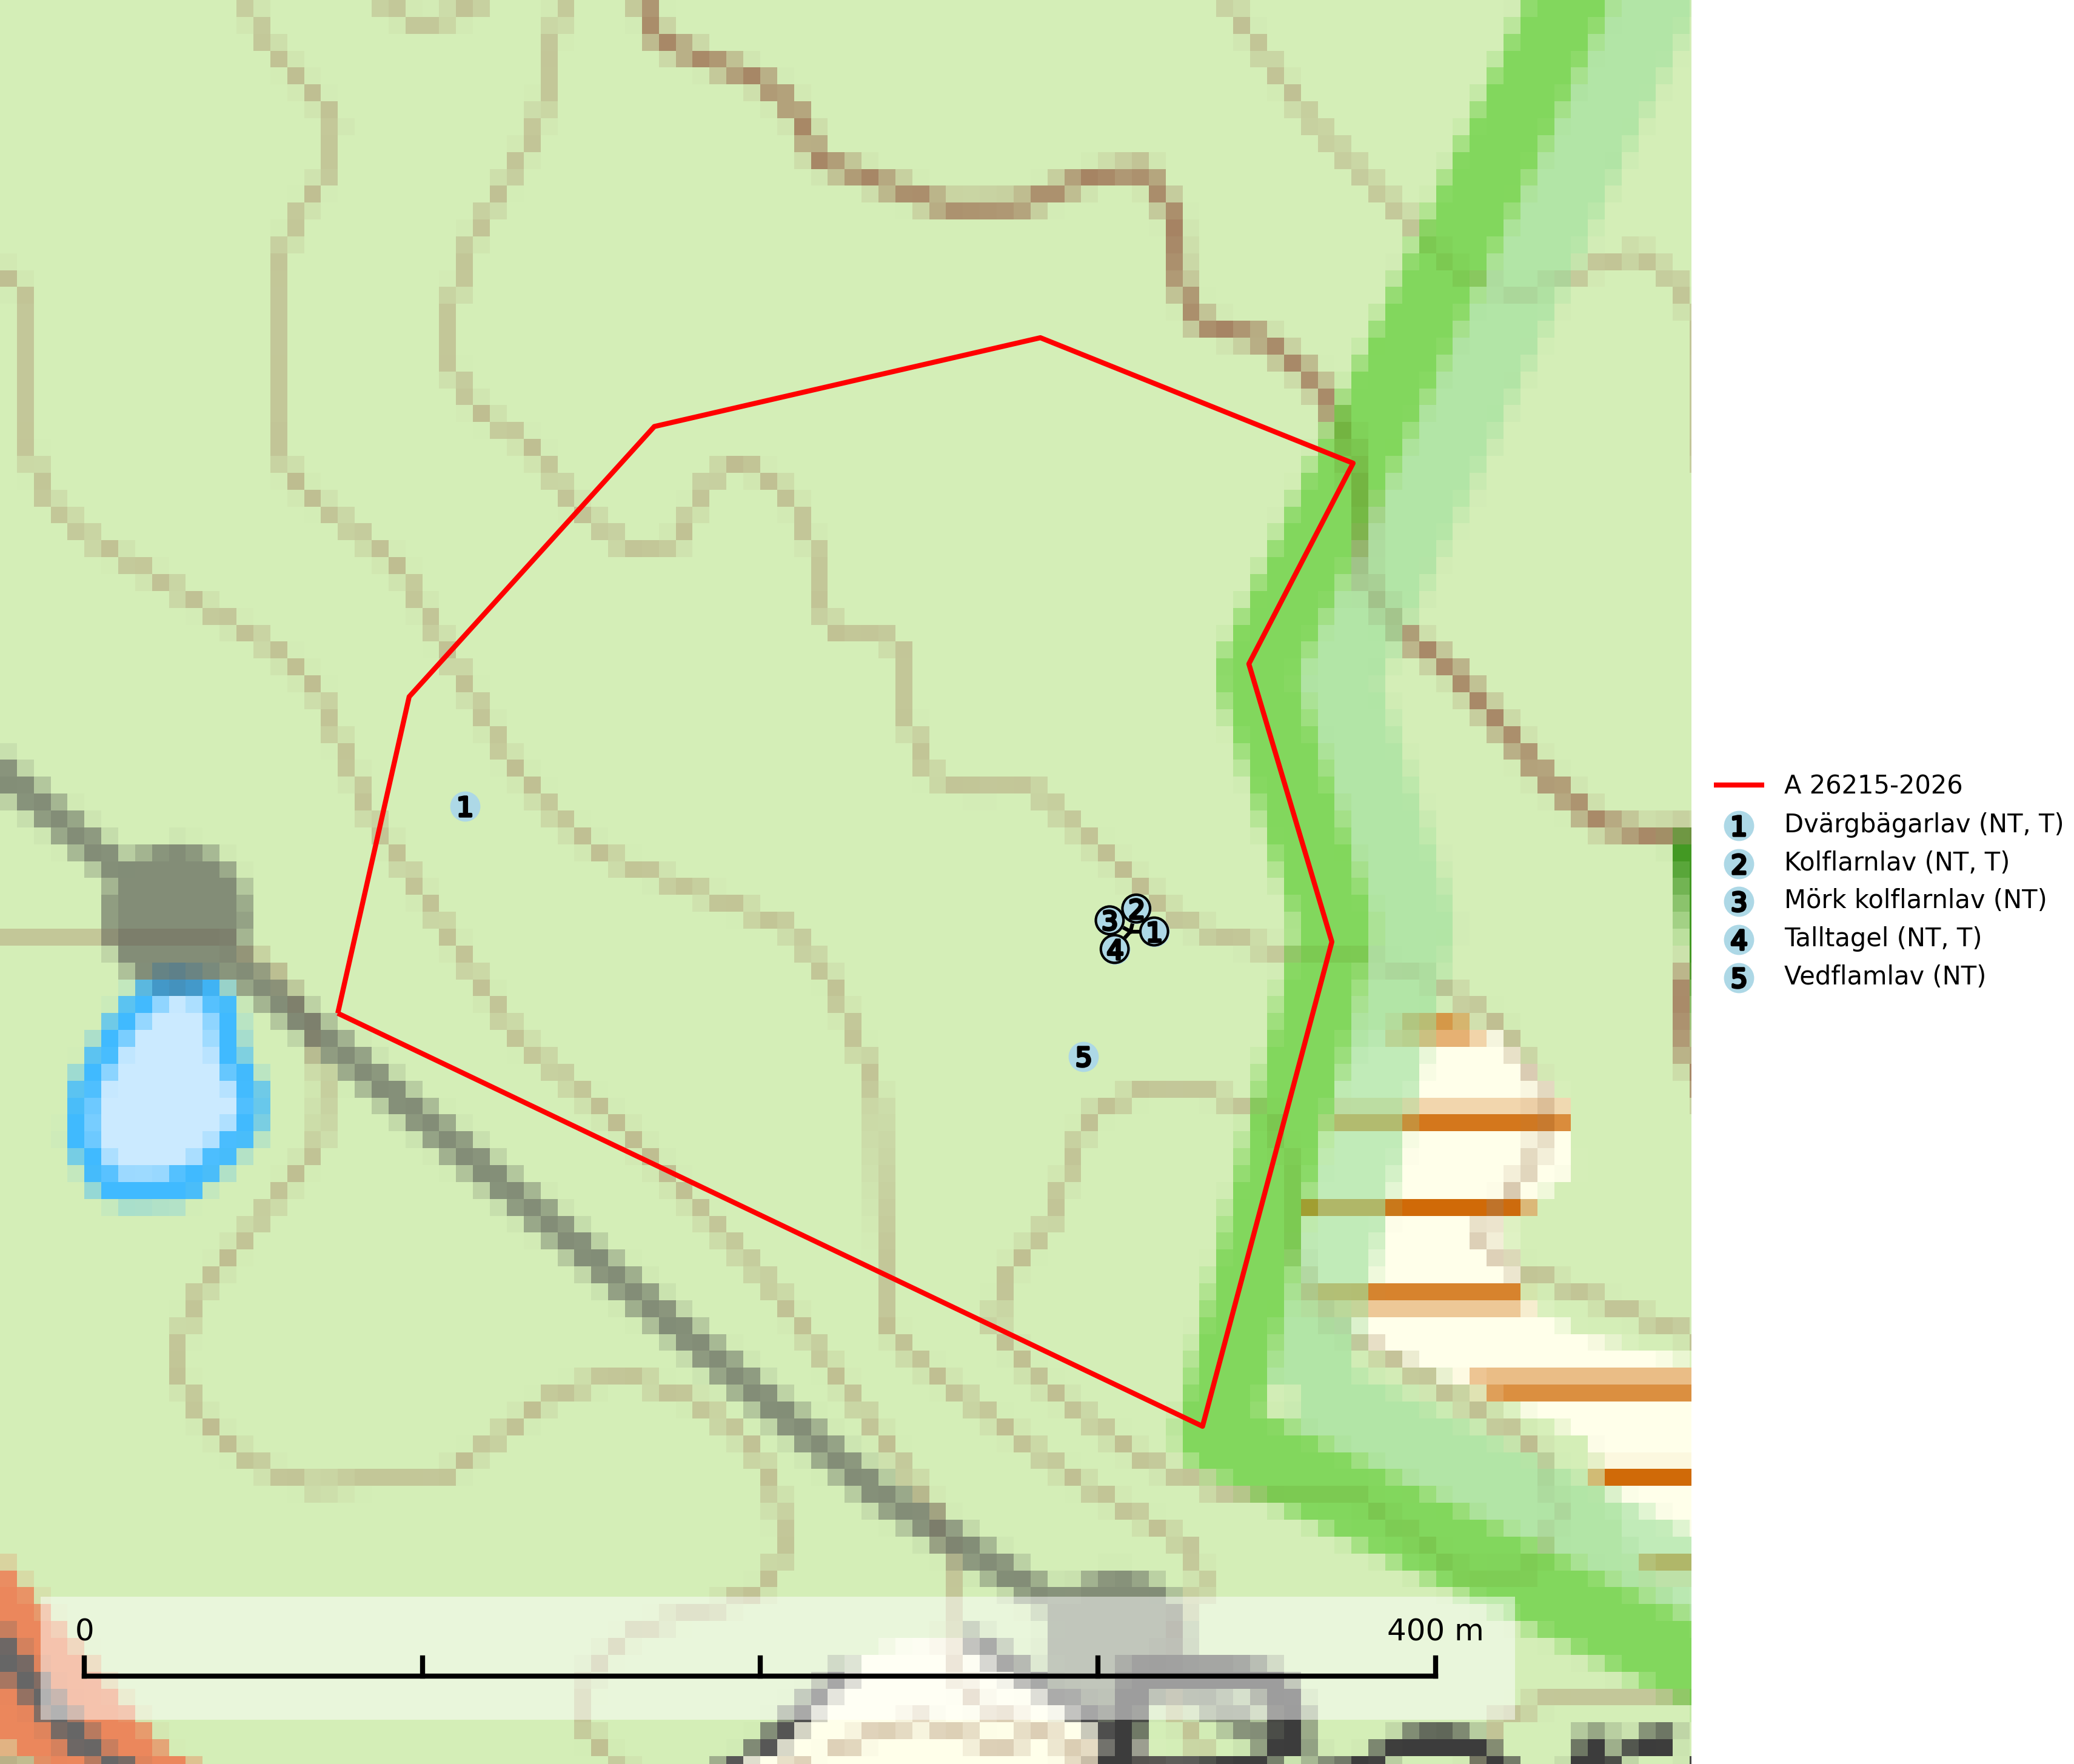 1
2
3
1
4
5
0
400 m
A 26215-2026
1 Dvärgbägarlav (NT, T)
2 Kolflarnlav (NT, T)
3 Mörk kolflarnlav (NT)
4 Talltagel (NT, T)
5 Vedflamlav (NT)